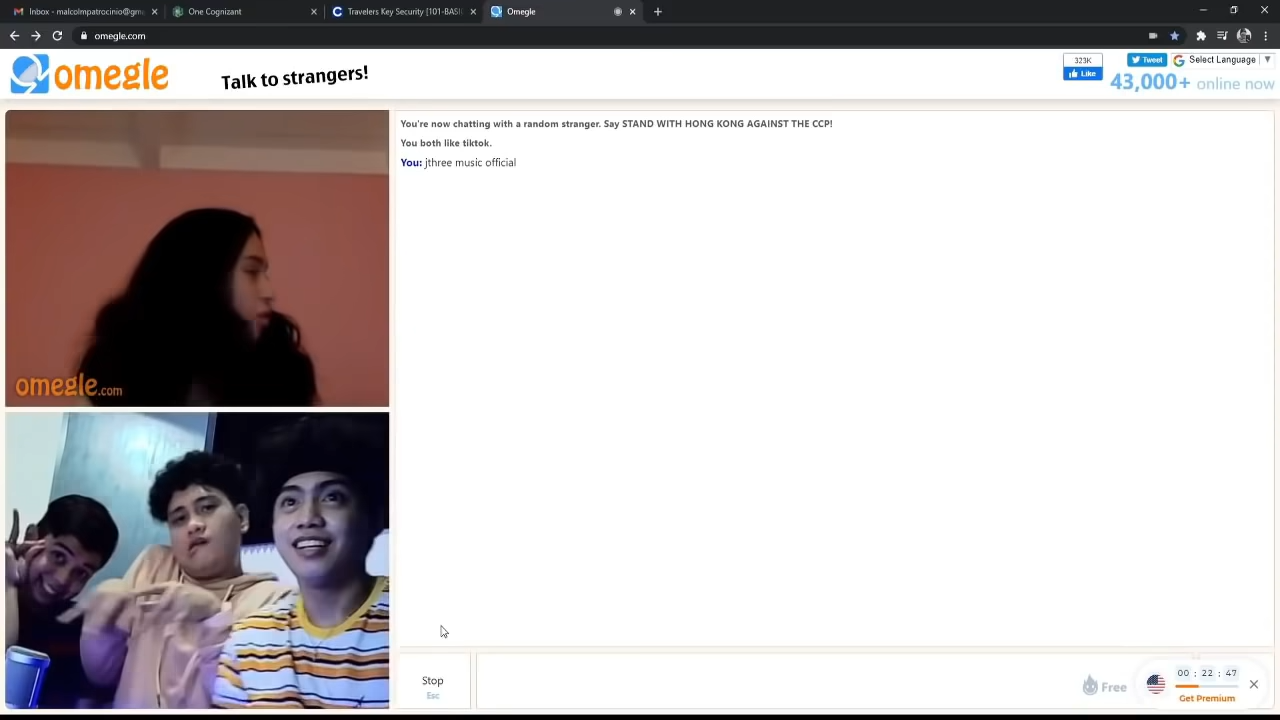 Inbox - malcolmpatrocinio@gm
One Cognizant
Travelers Key Security [101-BASI
Omegle
omegle.com
omegle
Talk to strangers!
323K
Like
Tweet
Select Language
43,000+ online now
You're now chatting with a random stranger. Say STAND WITH HONG KONG AGAINST THE CCP!
You both like tiktok.
You: jthree music official
omegle.com
Stop
Esc
Free
00 : 22 : 47
Get Premium